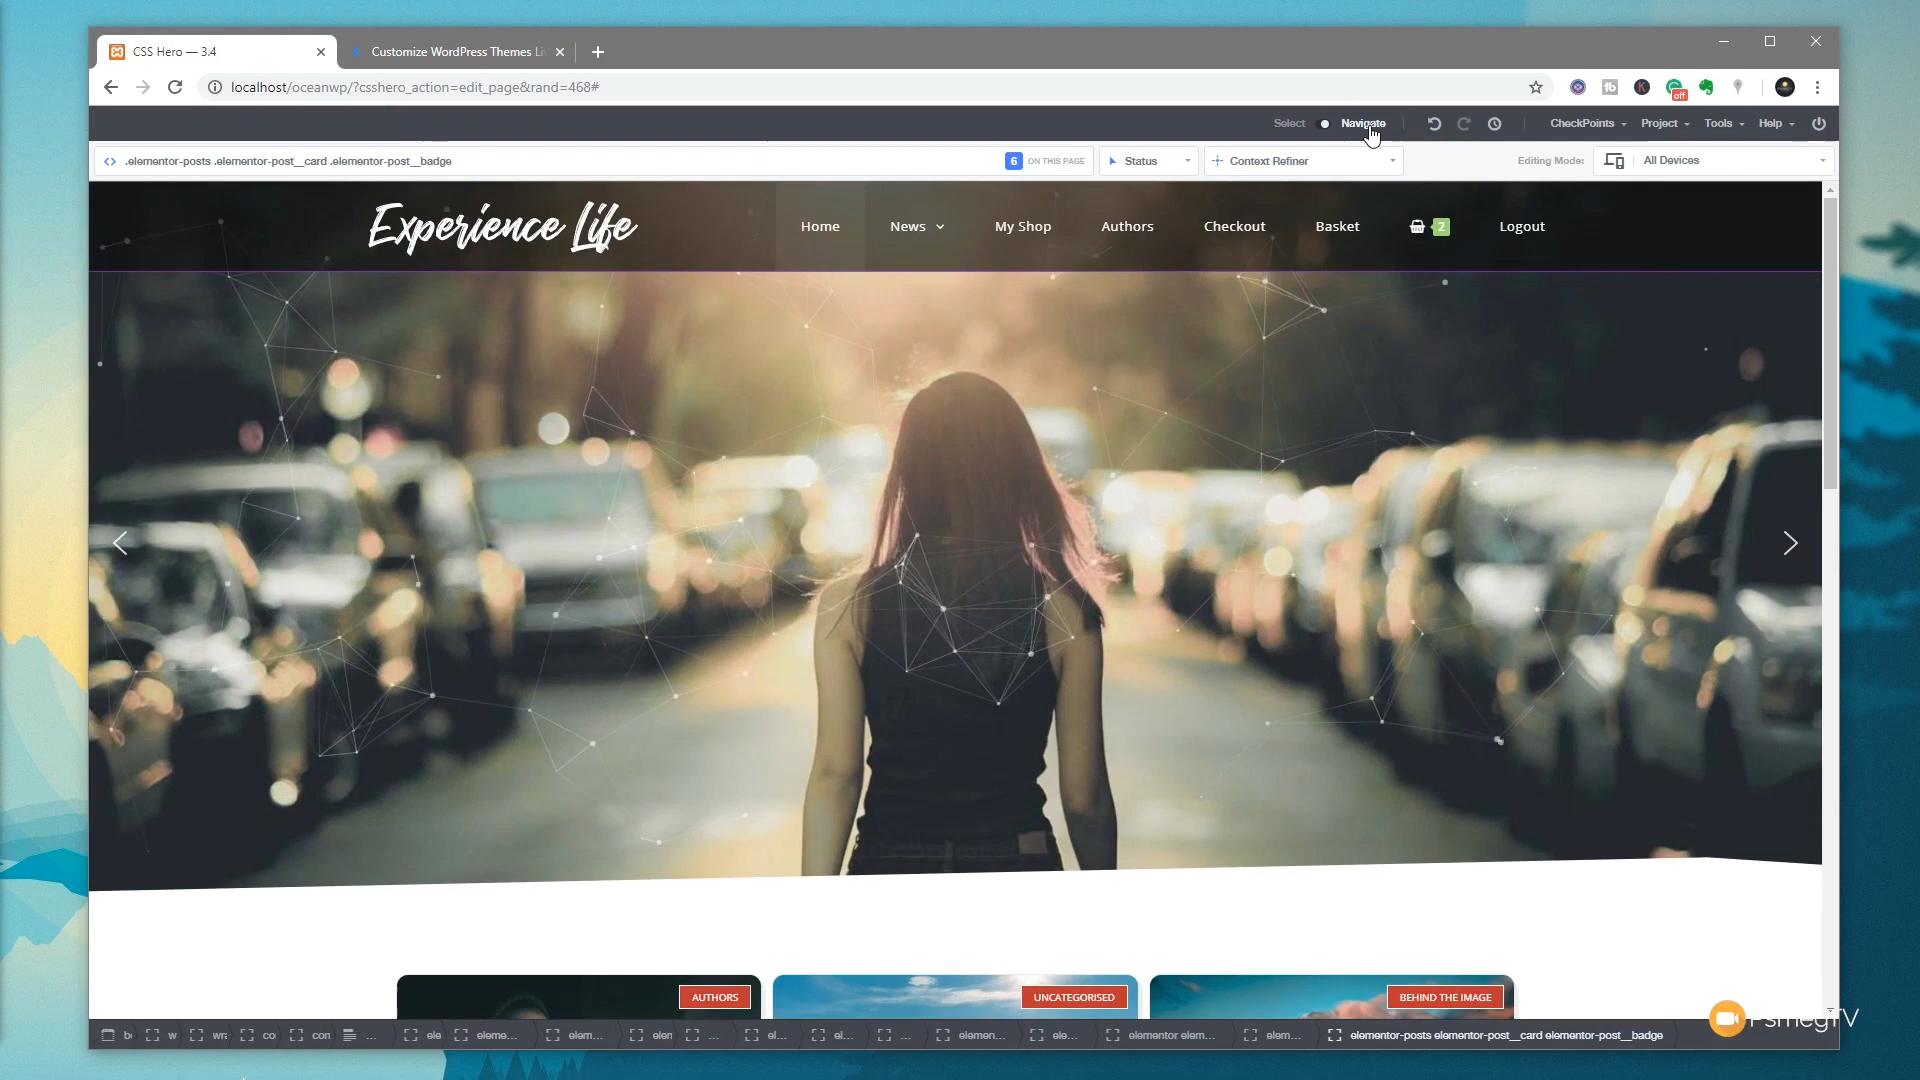 CSS Hero — 3.4
Customize WordPress Themes Li
localhost/oceanwp/?csshero_action=edit_page&rand=468#
off
Select Navigate CheckPoints Project Tools Help
.elementor-posts .elementor-post__card .elementor-post__badge 6 ON THIS PAGE Status Context Refiner Editing Mode: All Devices
Experience Life Home News My Shop Authors Checkout Basket 2 Logout
AUTHORS UNCATEGORISED BEHIND THE IMAGE
w wra co con ... ele eleme... elem... elem ... el... el... ... elemen... ele... elementor elem... elem... elementor-posts elementor-post__card elementor-post__badge